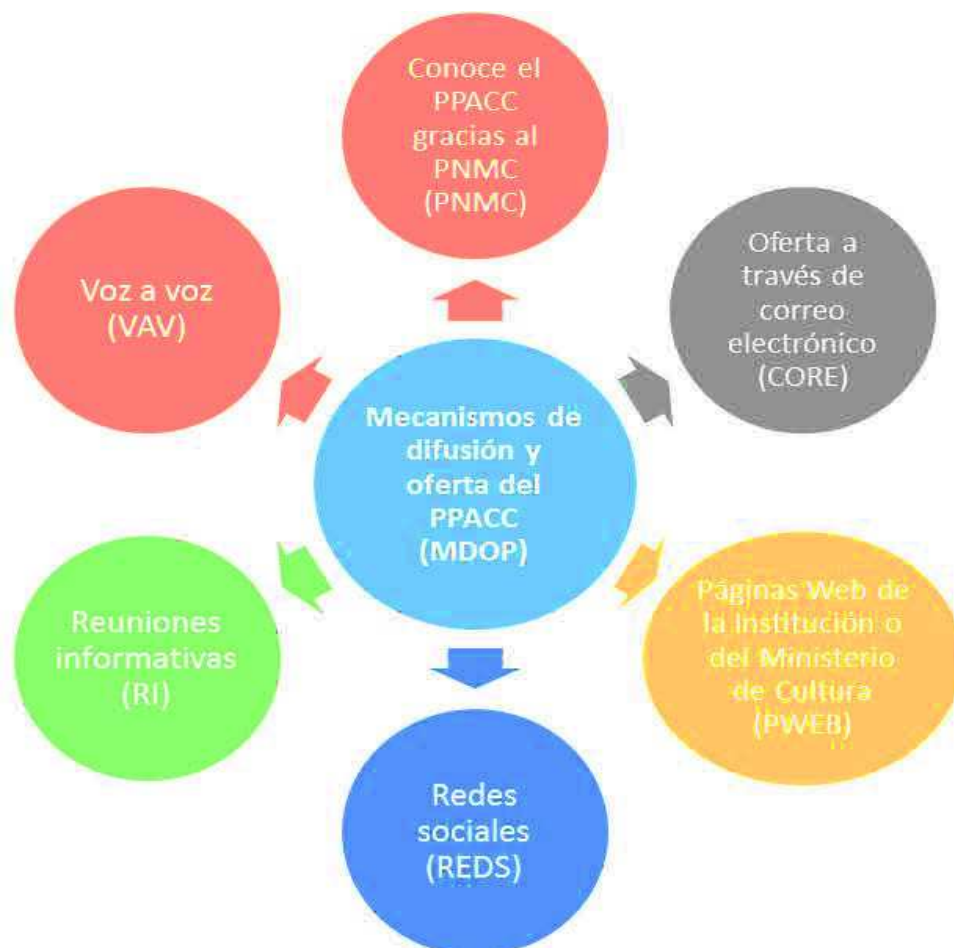 Conoce el
PPACC
gracias al
PNMC
(PNMC)
Oferta a
través de
correo
electrónico
(CORE)
Páginas Web de
la Institución o
del Ministerio
de Cultura
(PWEB)
Redes
sociales
(REDS)
Reuniones
informativas
(RI)
Voz a voz
(VAV)
Mecanismos de
difusión y
oferta del
PPACC
(MDOP)